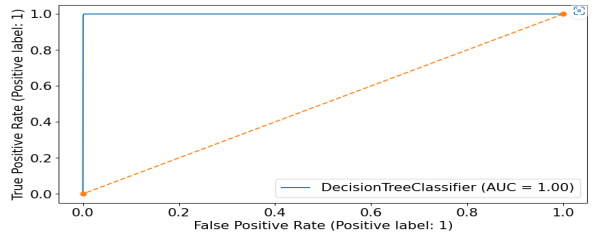 True Positive Rate (Positive label: 1)
1.0
0.8
0.6
0.4
0.2
0.0
DecisionTreeClassifier (AUC = 1.00)
0.0 0.2 0.4 0.6 0.8 1.0
False Positive Rate (Positive label: 1)